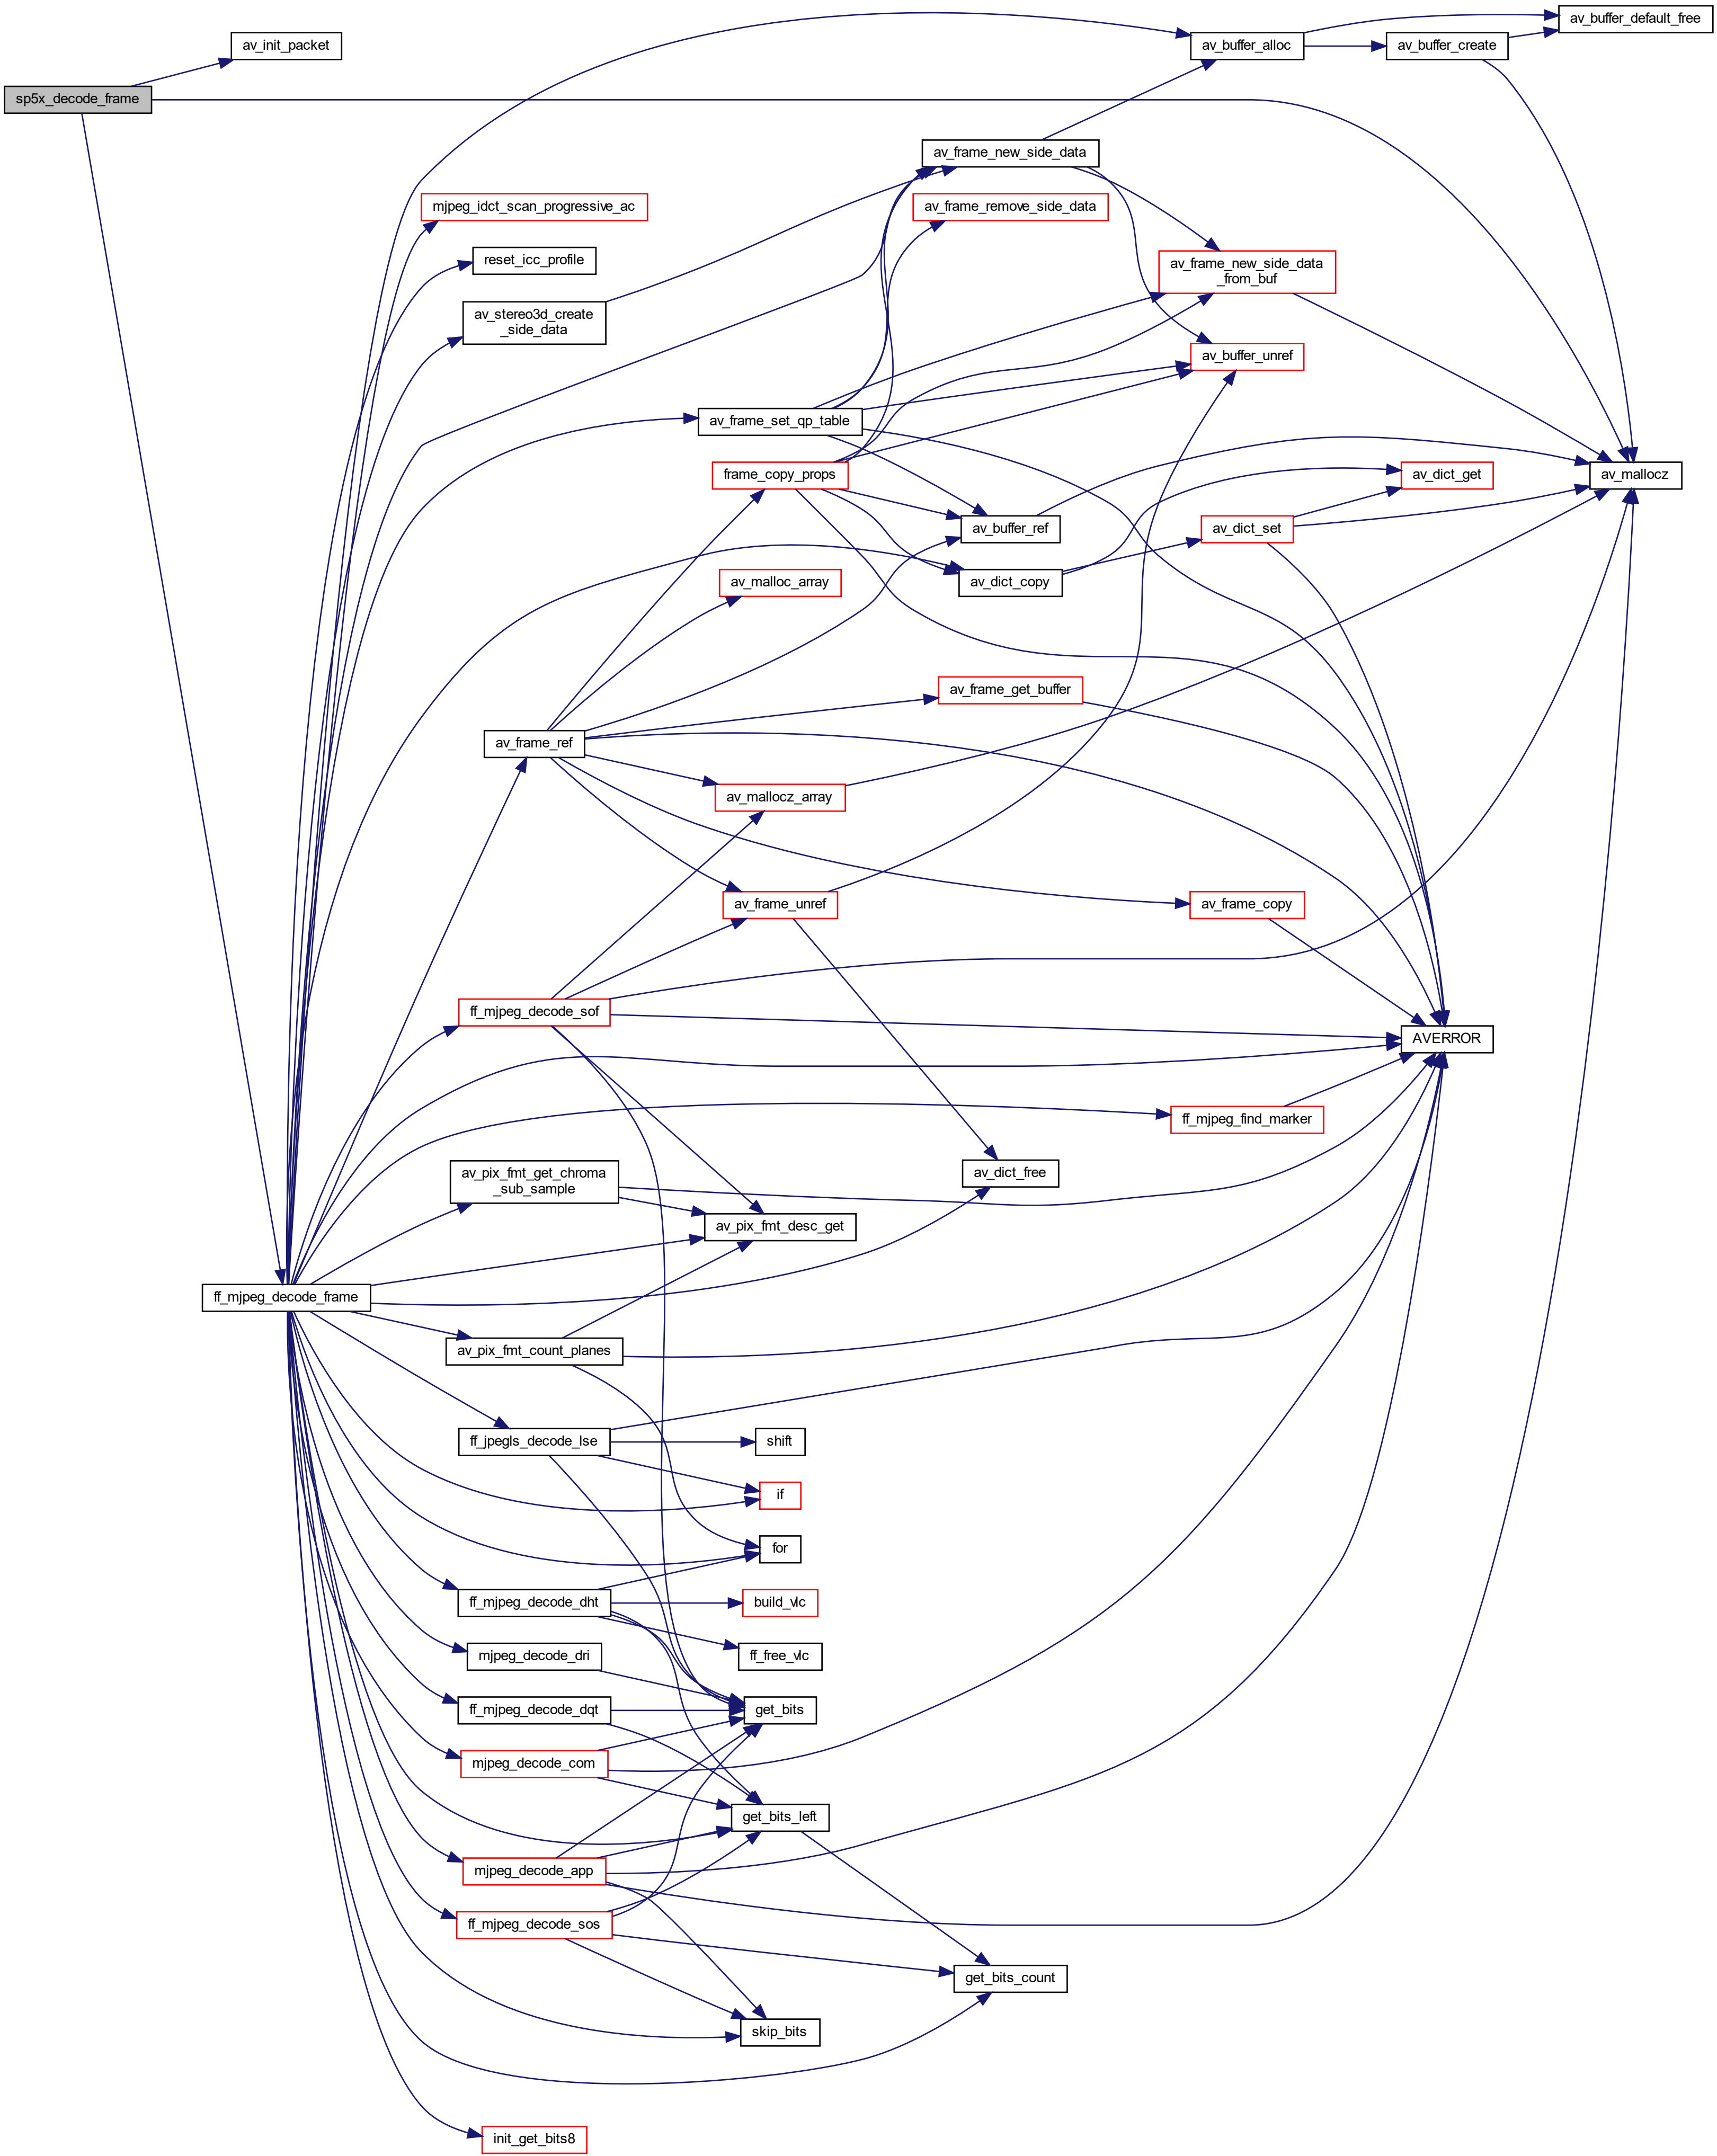 av_buffer_default_free
av_init_packet
av_buffer_alloc
av_buffer_create
sp5x_decode_frame
av_frame_new_side_data
mjpeg_idct_scan_progressive_ac
av_frame_remove_side_data
reset_icc_profile
av_frame_new_side_data
_from_buf
av_stereo3d_create
_side_data
av_buffer_unref
av_frame_set_qp_table
frame_copy_props
av_dict_get
av_mallocz
av_buffer_ref
av_dict_set
av_malloc_array
av_dict_copy
av_frame_get_buffer
av_frame_ref
av_mallocz_array
av_frame_unref
av_frame_copy
ff_mjpeg_decode_sof
AVERROR
ff_mjpeg_find_marker
av_pix_fmt_get_chroma
_sub_sample
av_dict_free
av_pix_fmt_desc_get
ff_mjpeg_decode_frame
av_pix_fmt_count_planes
ff_jpegls_decode_lse
shift
if
for
ff_mjpeg_decode_dht
build_vlc
mjpeg_decode_dri
ff_free_vlc
ff_mjpeg_decode_dqt
get_bits
mjpeg_decode_com
get_bits_left
mjpeg_decode_app
ff_mjpeg_decode_sos
get_bits_count
skip_bits
init_get_bits8